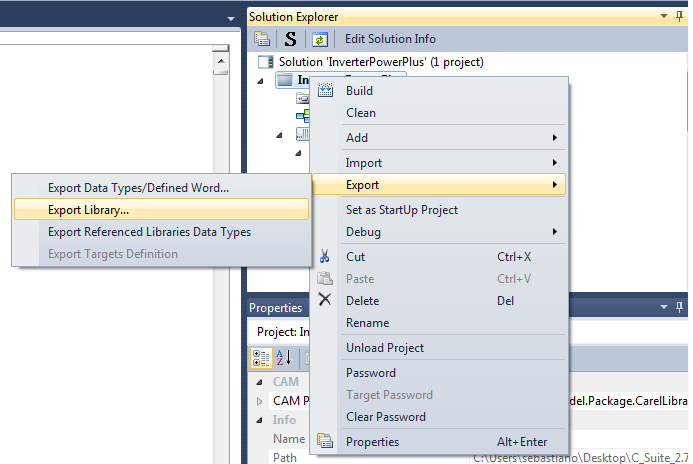 Solution Explorer
S Edit Solution Info
Solution 'InverterPowerPlus' (1 project)
Build
Clean
Add
Import
Export
Set as StartUp Project
Debug
Cut Ctrl+X
Paste Ctrl+V
Delete Del
Rename
Unload Project
Password
Target Password
Clear Password
Properties Alt+Enter
Export Data Types/Defined Word...
Export Library...
Export Referenced Libraries Data Types
Export Targets Definition
Properties
Project: In
CAM
CAM P del.Package.CarelLibra
Info
Name
Path C:\Users\sebastiano\Desktop\C_Suite_2.7